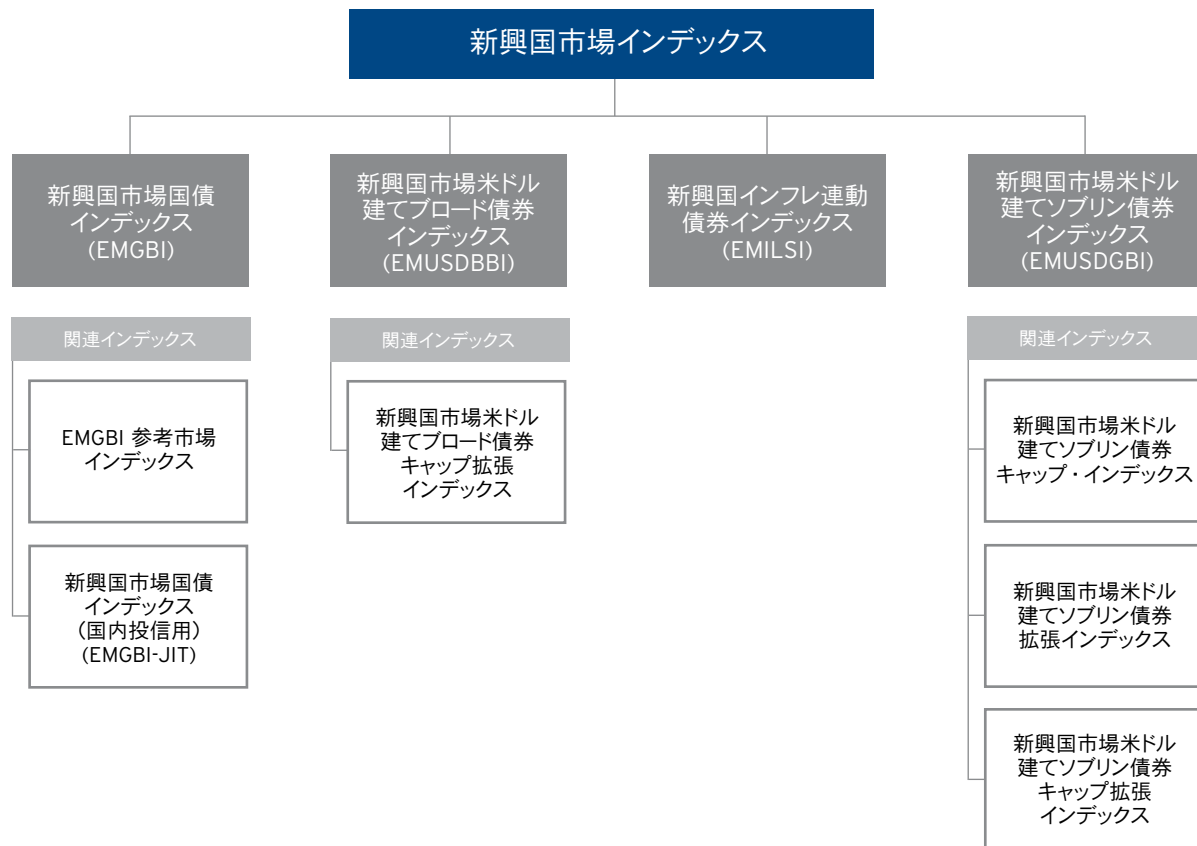 新興国市場インデックス
新興国市場国債
インデックス
(EMGBI)
新興国市場米ドル
建てブロード債券
インデックス
(EMUSDBBI)
新興国インフレ連動
債券インデックス
(EMILSI)
新興国市場米ドル
建てソブリン債券
インデックス
(EMUSDGBI)
関連インデックス
EMGBI 参考市場
インデックス
新興国市場国債
インデックス
（国内投信用）
(EMGBI-JIT)
関連インデックス
新興国市場米ドル
建てブロード債券
キャップ拡張
インデックス
関連インデックス
新興国市場米ドル
建てソブリン債券
キャップ・インデックス
新興国市場米ドル
建てソブリン債券
拡張インデックス
新興国市場米ドル
建てソブリン債券
キャップ拡張
インデックス